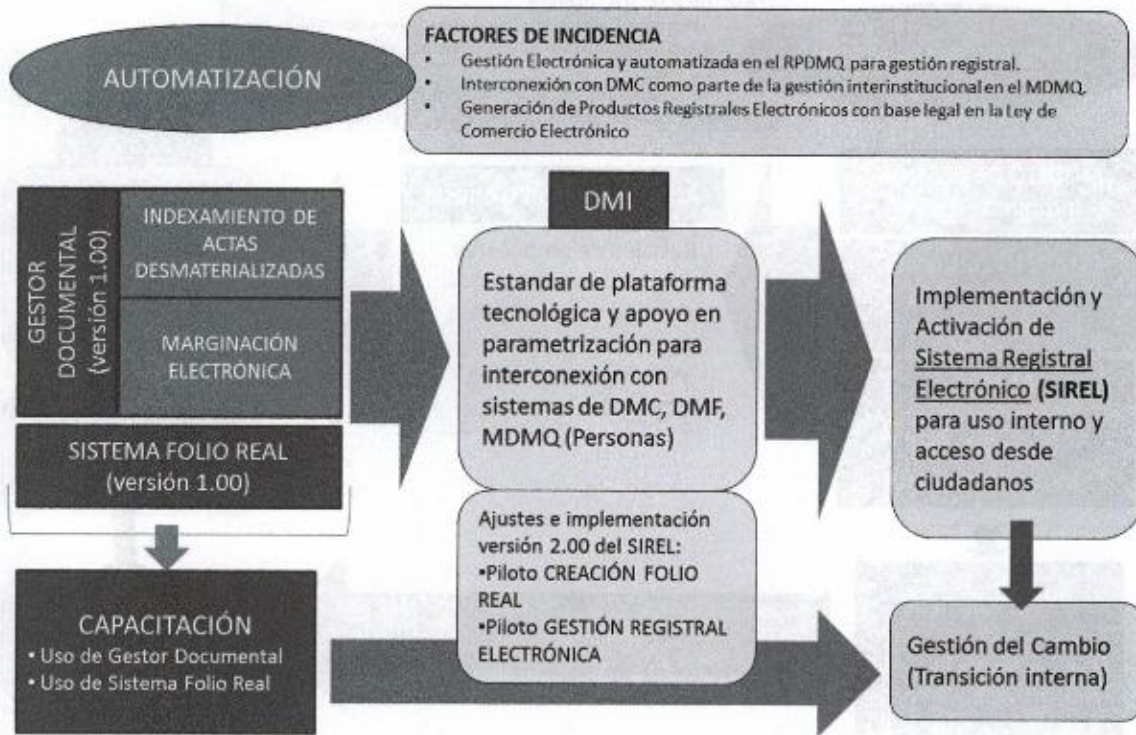 AUTOMATIZACIÓN
FACTORES DE INCIDENCIA
• Gestión Electrónica y automatizada en el RPDMQ para gestión registral.
• Interconexión con DMC como parte de la gestión interinstitucional en el MDMQ.
• Generación de Productos Registrales Electrónicos con base legal en la Ley de
Comercio Electrónico
GESTOR
DOCUMENTAL
(versión 1.00)
INDEXAMIENTO DE
ACTAS
DESMATERIALIZADAS
MARGINACIÓN
ELECTRÓNICA
SISTEMA FOLIO REAL
(versión 1.00)
DMI
Estandar de plataforma
tecnológica y apoyo en
parametrización para
interconexión con
sistemas de DMC, DMF,
MDMQ (Personas)
Implementación y
Activación de
Sistema Registral
Electrónico (SIREL)
para uso interno y
acceso desde
ciudadanos
Ajustes e implementación
versión 2.00 del SIREL:
•Piloto CREACIÓN FOLIO
REAL
•Piloto GESTIÓN REGISTRAL
ELECTRÓNICA
CAPACITACIÓN
• Uso de Gestor Documental
• Uso de Sistema Folio Real
Gestión del Cambio
(Transición interna)